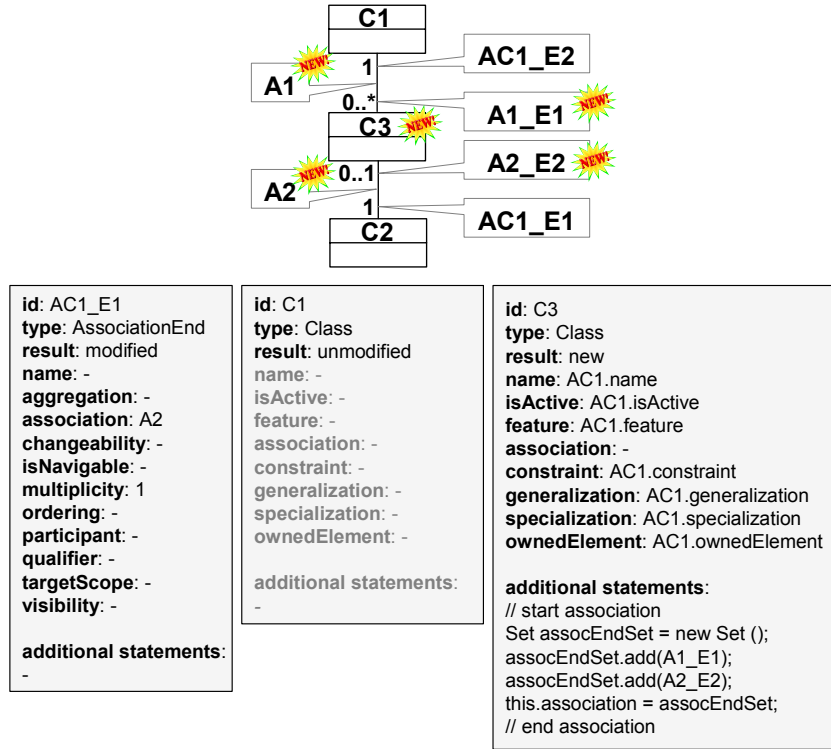 C1
NEW!
1
AC1_E2
A1
0..*
A1_E1
NEW!
C3
NEW!
NEW!
0..1
A2_E2
NEW!
A2
1
AC1_E1
C2
id: AC1_E1
type: AssociationEnd
result: modified
name: -
aggregation: -
association: A2
changeability: -
isNavigable: -
multiplicity: 1
ordering: -
participant: -
qualifier: -
targetScope: -
visibility: -
additional statements:
-
id: C1
type: Class
result: unmodified
name: -
isActive: -
feature: -
association: -
constraint: -
generalization: -
specialization: -
ownedElement: -
additional statements:
-
id: C3
type: Class
result: new
name: AC1.name
isActive: AC1.isActive
feature: AC1.feature
association: -
constraint: AC1.constraint
generalization: AC1.generalization
specialization: AC1.specialization
ownedElement: AC1.ownedElement
additional statements:
// start association
Set assocEndSet = new Set ();
assocEndSet.add(A1_E1);
assocEndSet.add(A2_E2);
this.association = assocEndSet;
// end association